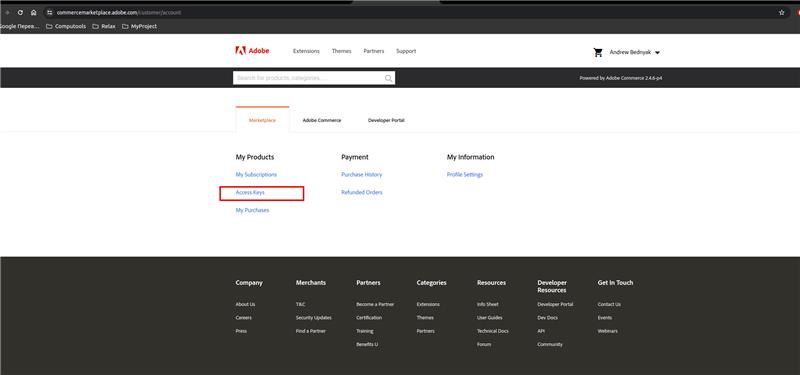 commercemarketplace.adobe.com/customer/account
Google Перев...
Computools
Relax
MyProject
Adobe
Extensions
Themes
Partners
Support
Andrew Bednyak
Search for products, categories, ...
Powered by Adobe Commerce 2.4.6-p4
Marketplace
Adobe Commerce
Developer Portal
My Products
Payment
My Information
My Subscriptions
Purchase History
Profile Settings
Access Keys
Refunded Orders
My Purchases
Company
Merchants
Partners
Categories
Resources
Developer Resources
Get In Touch
About Us
T&C
Become a Partner
Extensions
Info Sheet
Developer Portal
Contact Us
Careers
Security Updates
Certification
Themes
User Guides
Dev Docs
Events
Press
Find a Partner
Training
Partners
Technical Docs
API
Webinars
Benefits U
Forum
Community